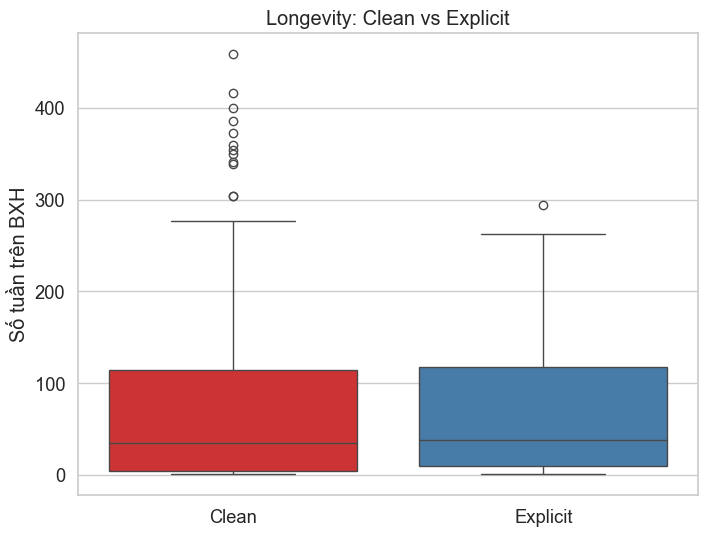 Longevity: Clean vs Explicit
Số tuần trên BXH
400
300
200
100
0
Clean Explicit